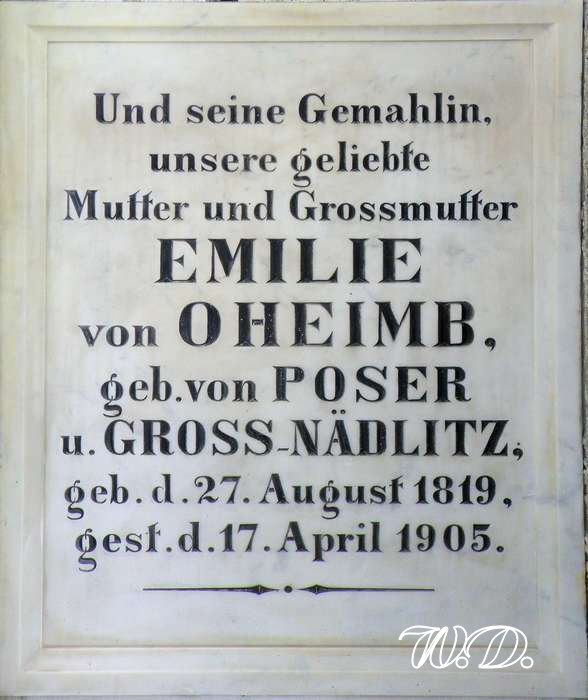 Und seine Gemahlin,
unsere geliebte
Mutter und Grossmutter
EMILIE
von OHEIMB,
geb. von POSER
u. GROSS-NÄDLITZ,
geb. d. 27. August 1819,
gest. d. 17. April 1905.
W.D.